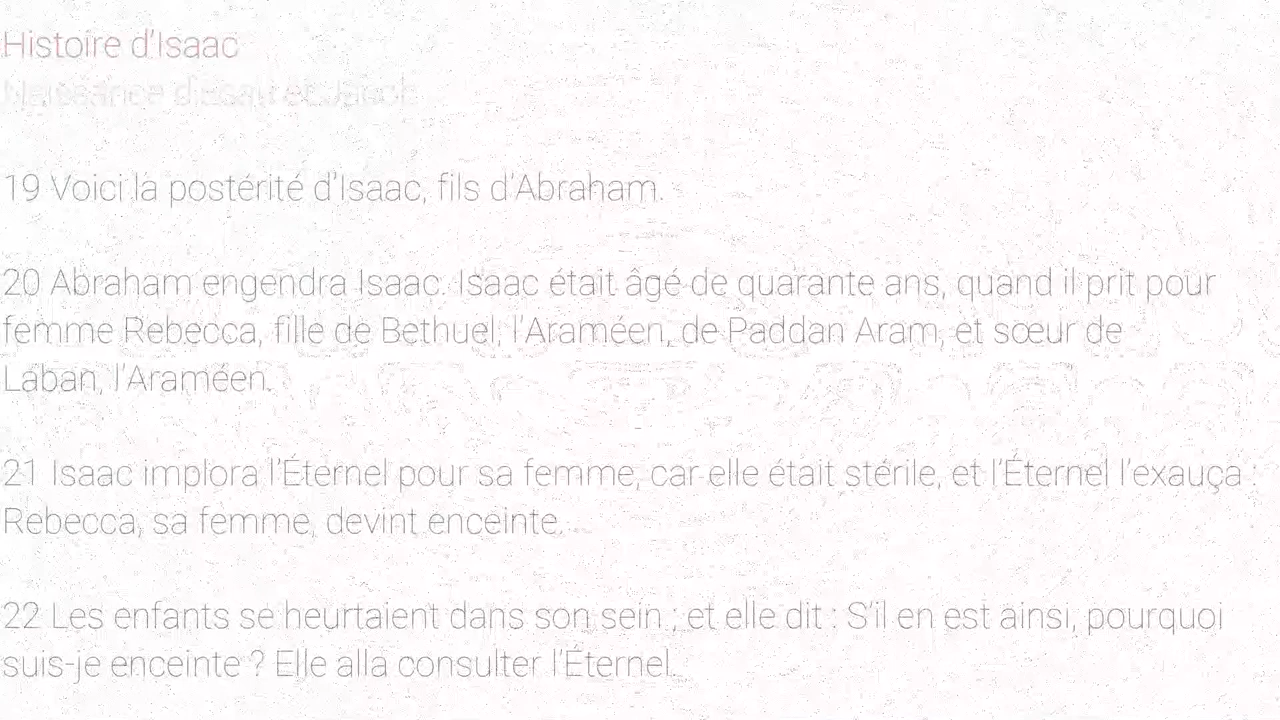 Histoire d'Isaac
Naissance d'Esaü et Jacob
19 Voici la postérité d'Isaac, fils d'Abraham.
20 Abraham engendra Isaac. Isaac était âgé de quarante ans, quand il prit pour
femme Rebecca, fille de Bethuel, l'Araméen, de Paddan Aram, et sœur de
Laban, l'Araméen.
21 Isaac implora l'Éternel pour sa femme, car elle était stérile, et l'Éternel l'exauça :
Rebecca, sa femme, devint enceinte.
22 Les enfants se heurtaient dans son sein ; et elle dit : S'il en est ainsi, pourquoi
suis-je enceinte ? Elle alla consulter l'Éternel.